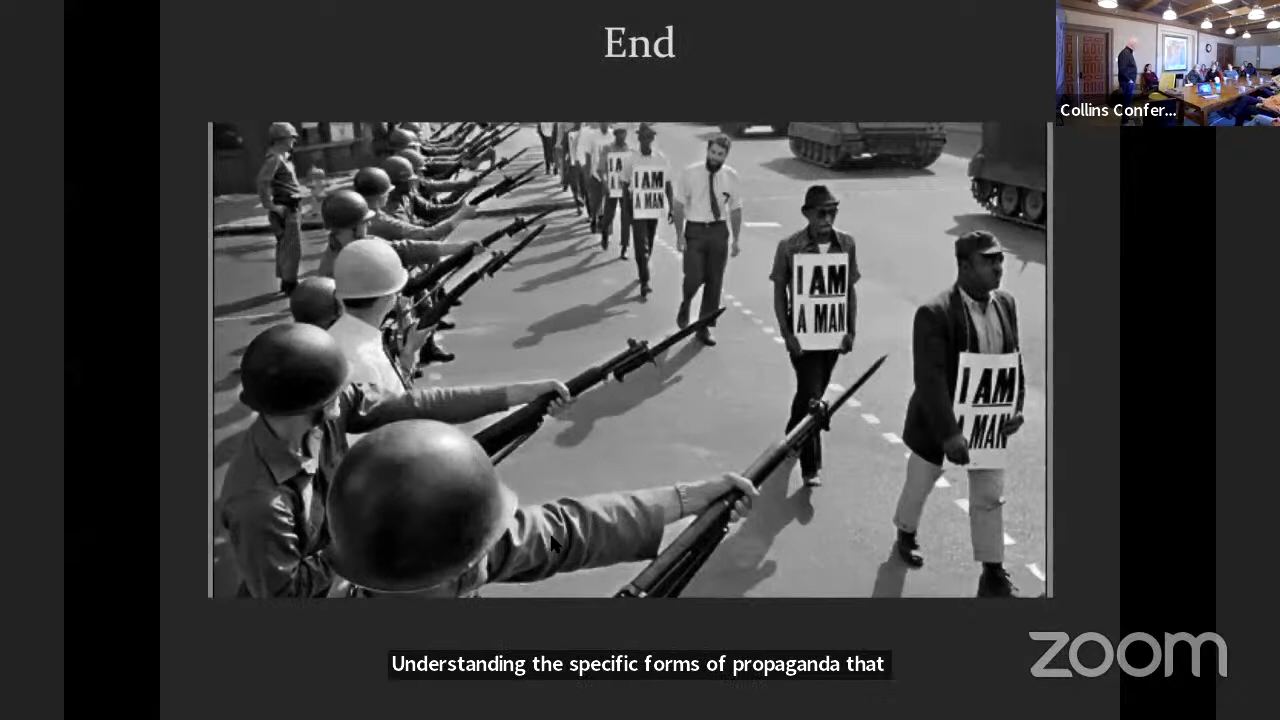 End
Collins Confer...
I A
A
I AM
A MAN
I AM
A MAN
I AM
A MAN
Understanding the specific forms of propaganda that
zoom